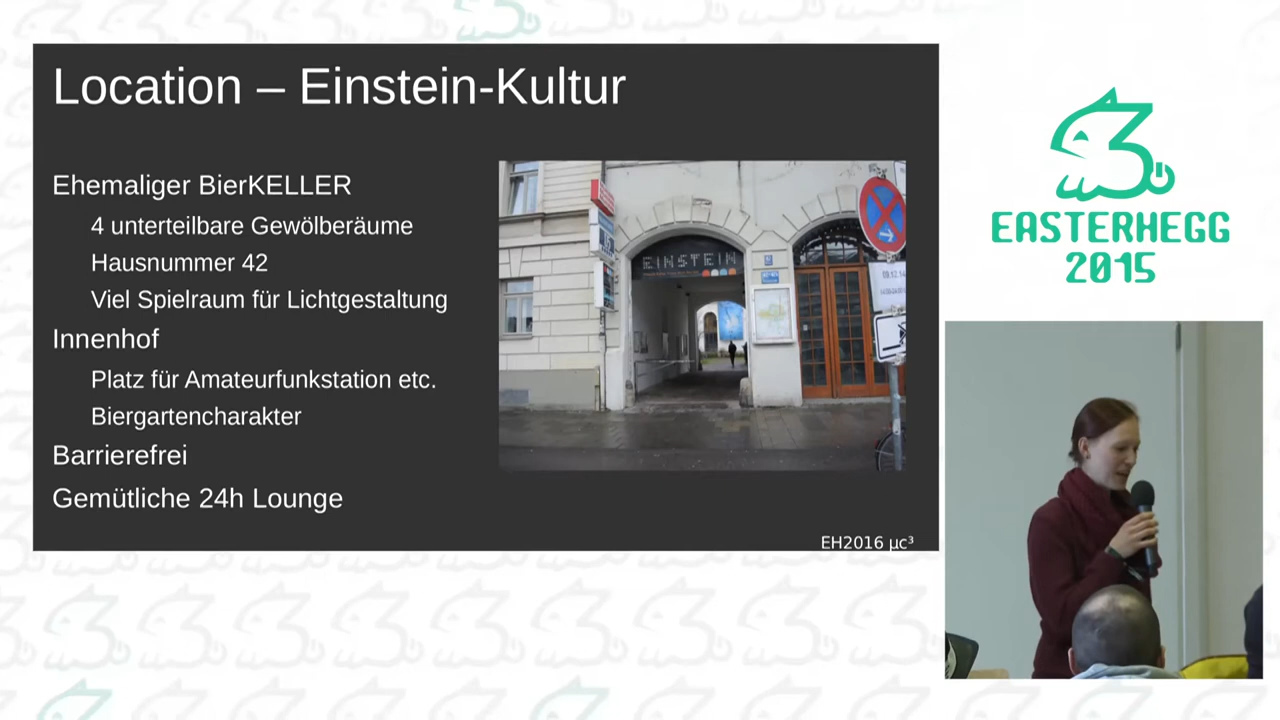 Location – Einstein-Kultur
Ehemaliger BierKELLER
4 unterteilbare Gewölberäume
Hausnummer 42
Viel Spielraum für Lichtgestaltung
Innenhof
Platz für Amateurfunkstation etc.
Biergartencharakter
Barrierefrei
Gemütliche 24h Lounge
EINSTEIN
EH2016 µc³
EASTERHEGG
2015